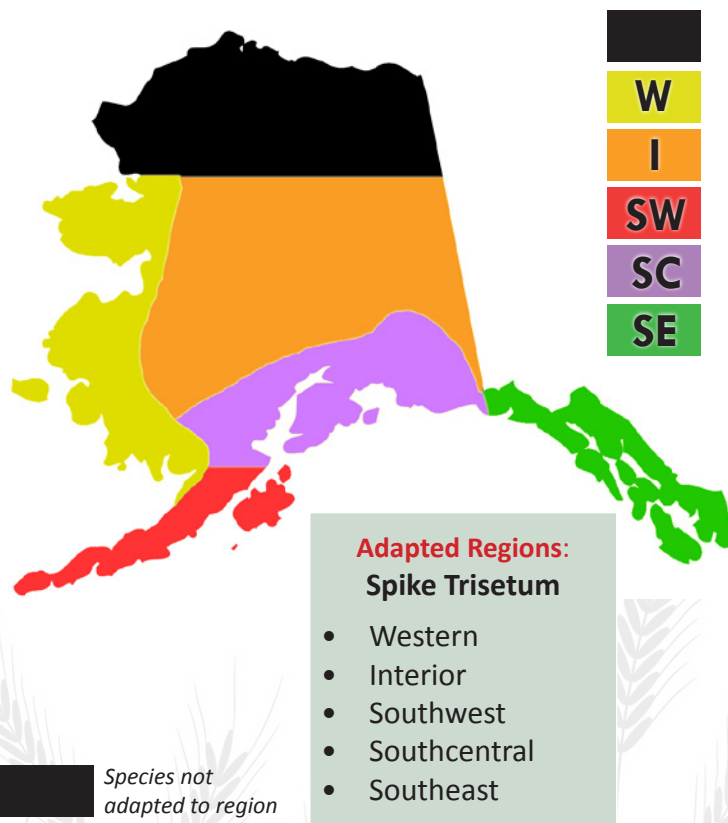 W
I
SW
SC
SE
Adapted Regions:
Spike Trisetum
• Western
• Interior
• Southwest
• Southcentral
• Southeast
Species not
adapted to region